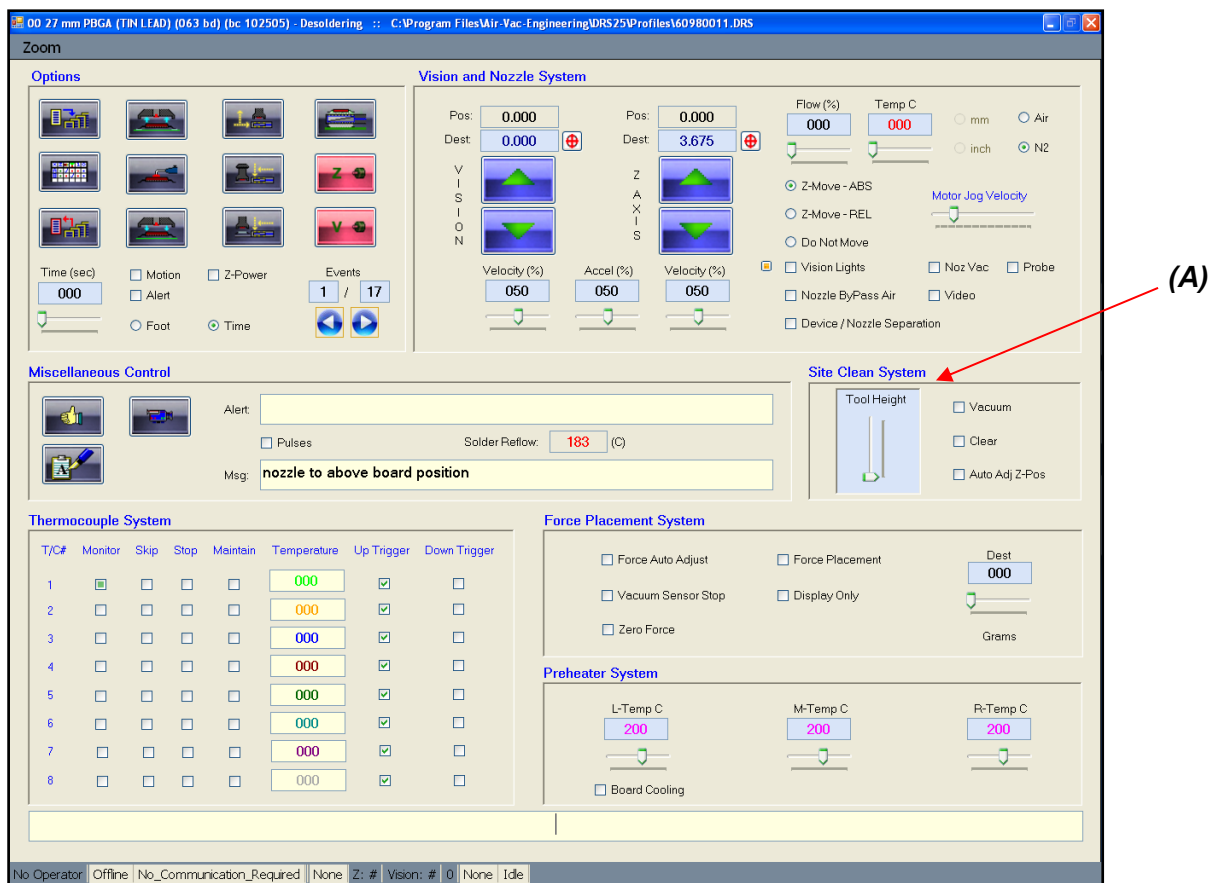 00 27 mm PBGA (TIN LEAD) (063 bd) (bc 102505) - Desoldering :: C:\Program Files\Air-Vac-Engineering\DRS25\Profiles\60980011.DRS
Zoom
Options
Z
V
Time (sec)
000
Motion
Z-Power
Alert
Foot
Time
Events
1 / 17
Vision and Nozzle System
Pos: 0.000
Dest: 0.000
VISION
Pos: 0.000
Dest: 3.675
Z AXIS
Velocity (%)
050
Accel (%)
050
Velocity (%)
050
Flow (%)
000
Temp C
000
mm
Air
inch
N2
Z-Move - ABS
Z-Move - REL
Do Not Move
Motor Jog Velocity
Vision Lights
Noz Vac
Probe
Nozzle ByPass Air
Video
Device / Nozzle Separation
(A)
Miscellaneous Control
Alert:
Pulses
Solder Reflow: 183 (C)
Msg: nozzle to above board position
Site Clean System
Tool Height
Vacuum
Clear
Auto Adj Z-Pos
Thermocouple System
T/C# Monitor Skip Stop Maintain Temperature Up Trigger Down Trigger
1 000
2 000
3 000
4 000
5 000
6 000
7 000
8 000
Force Placement System
Force Auto Adjust
Force Placement
Vacuum Sensor Stop
Display Only
Zero Force
Dest
000
Grams
Preheater System
L-Temp C
200
M-Temp C
200
R-Temp C
200
Board Cooling
No Operator Offline No_Communication_Required None Z: # Vision: # 0 None Idle